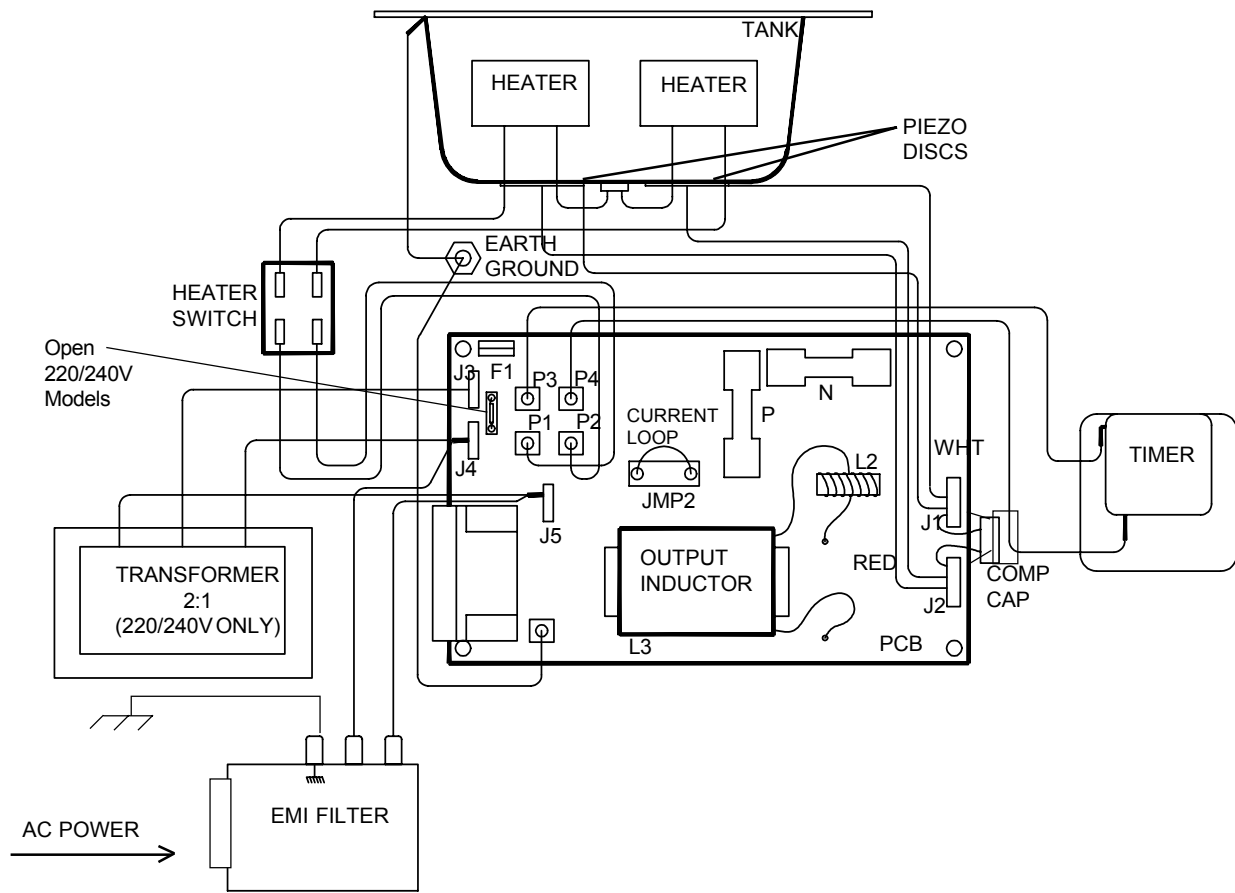 TANK
HEATER
HEATER
PIEZO
DISCS
EARTH
GROUND
HEATER
SWITCH
Open
220/240V
Models
J3
F1
P3
P4
P1
P2
J4
CURRENT
LOOP
JMP2
P
N
L2
WHT
TIMER
J5
J1
TRANSFORMER
2:1
(220/240V ONLY)
OUTPUT
INDUCTOR
RED
COMP
CAP
J2
L3
PCB
EMI FILTER
AC POWER